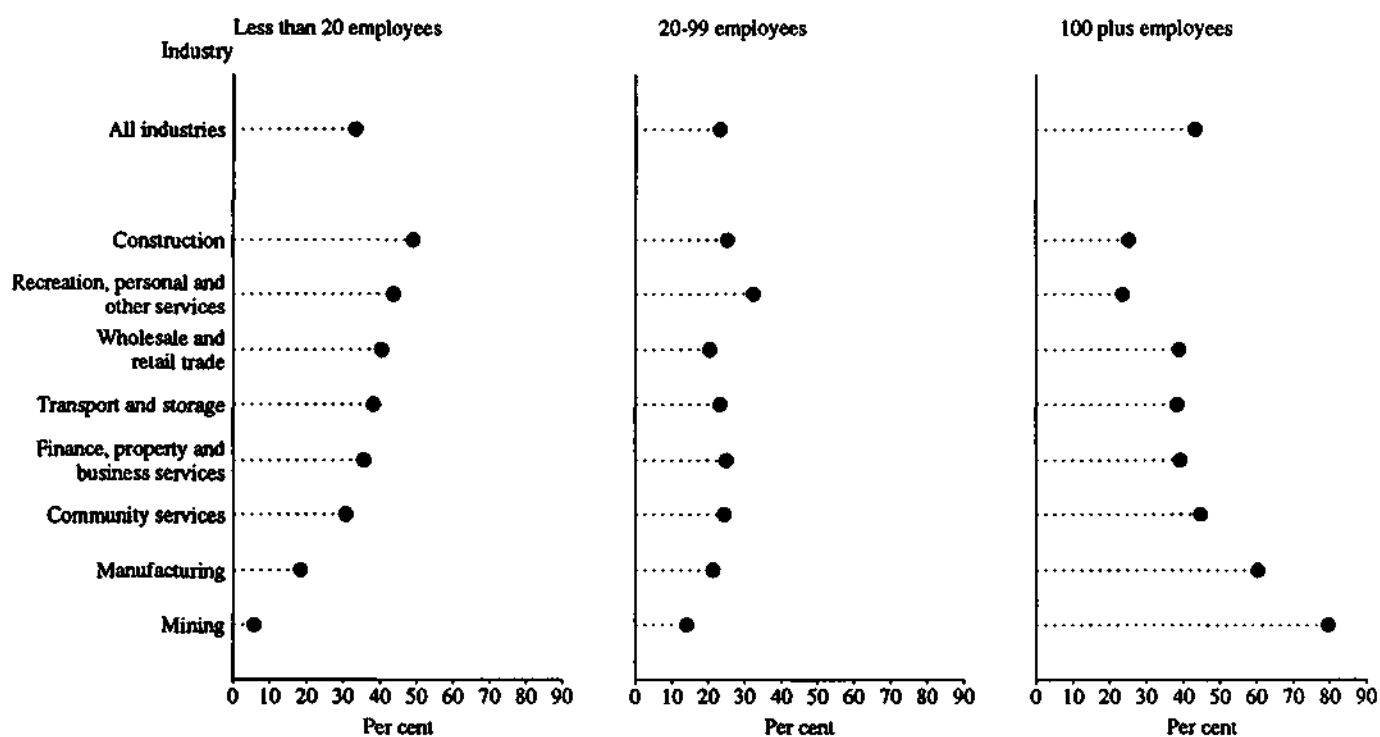 Less than 20 employees
20-99 employees
100 plus employees
Industry
All industries
Construction
Recreation, personal and
other services
Wholesale and
retail trade
Transport and storage
Finance, property and
business services
Community services
Manufacturing
Mining
0 10 20 30 40 50 60 70 80 90
0 10 20 30 40 50 60 70 80 90
0 10 20 30 40 50 60 70 80 90
Per cent
Per cent
Per cent